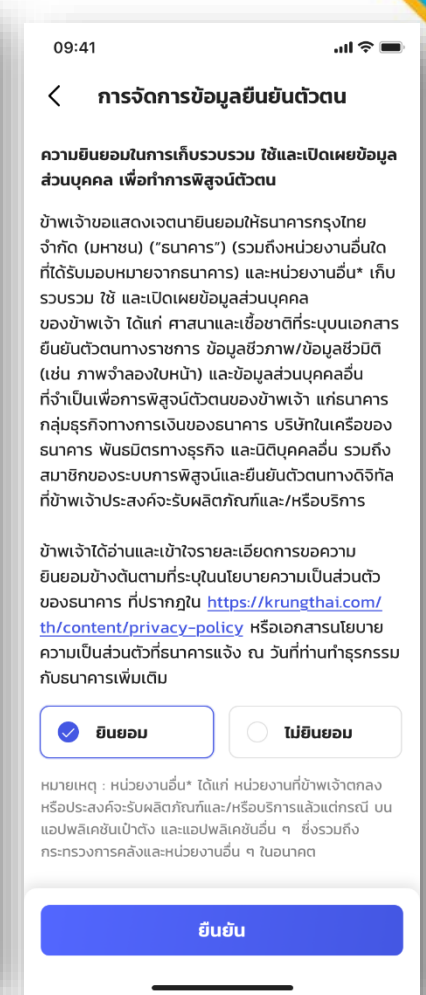 09:41
การจัดการข้อมูลยืนยันตัวตน
ความยินยอมในการเก็บรวบรวม ใช้และเปิดเผยข้อมูล
ส่วนบุคคล เพื่อทำการพิสูจน์ตัวตน
ข้าพเจ้าขอแสดงเจตนายินยอมให้ธนาคารกรุงไทย
จำกัด (มหาชน) (“ธนาคาร”) (รวมถึงหน่วยงานอื่นใด
ที่ได้รับมอบหมายจากธนาคาร) และหน่วยงานอื่น* เก็บ
รวบรวม ใช้ และเปิดเผยข้อมูลส่วนบุคคล
ของข้าพเจ้า ได้แก่ ศาสนาและเชื้อชาติที่ระบุบนเอกสาร
ยืนยันตัวตนทางราชการ ข้อมูลชีวภาพ/ข้อมูลชีวมิติ
(เช่น ภาพจำลองใบหน้า) และข้อมูลส่วนบุคคลอื่น
ที่จำเป็นเพื่อการพิสูจน์ตัวตนของข้าพเจ้า แก่ธนาคาร
กลุ่มธุรกิจทางการเงินของธนาคาร บริษัทในเครือของ
ธนาคาร พันธมิตรทางธุรกิจ และนิติบุคคลอื่น รวมถึง
สมาชิกของระบบการพิสูจน์และยืนยันตัวตนทางดิจิทัล
ที่ข้าพเจ้าประสงค์จะรับผลิตภัณฑ์และ/หรือบริการ
ข้าพเจ้าได้อ่านและเข้าใจรายละเอียดการขอความ
ยินยอมข้างต้นตามที่ระบุในนโยบายความเป็นส่วนตัว
ของธนาคาร ที่ปรากฏใน https://krungthai.com/
th/content/privacy-policy หรือเอกสารนโยบาย
ความเป็นส่วนตัวที่ธนาคารแจ้ง ณ วันที่ท่านทำธุรกรรม
กับธนาคารเพิ่มเติม
ยินยอม ไม่ยินยอม
หมายเหตุ : หน่วยงานอื่น* ได้แก่ หน่วยงานที่ข้าพเจ้าตกลง
หรือประสงค์จะรับผลิตภัณฑ์และ/หรือบริการแล้วแต่กรณี บน
แอปพลิเคชันเป๋าตัง และแอปพลิเคชันอื่น ๆ ซึ่งรวมถึง
กระทรวงการคลังและหน่วยงานอื่น ๆ ในอนาคต
ยืนยัน